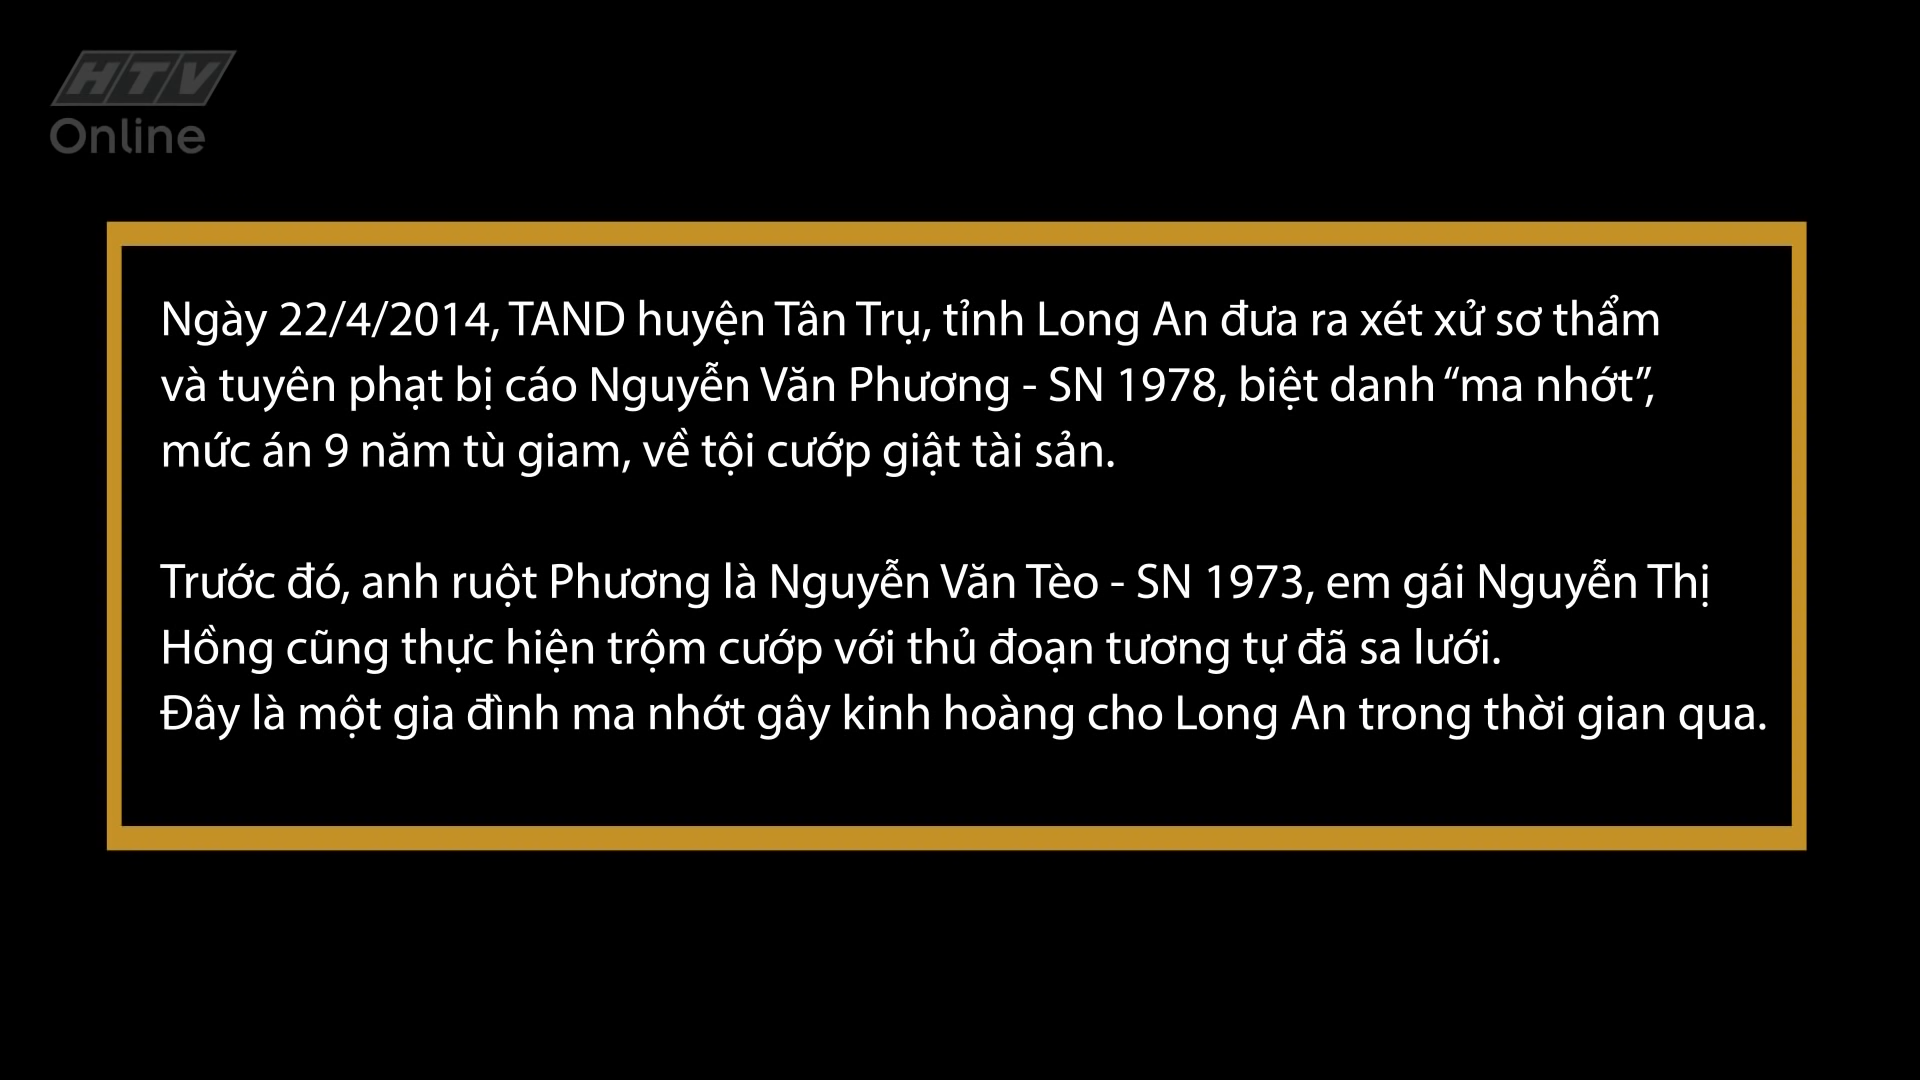 HTV
Online
Ngày 22/4/2014, TAND huyện Tân Trụ, tỉnh Long An đưa ra xét xử sơ thẩm
và tuyên phạt bị cáo Nguyễn Văn Phương - SN 1978, biệt danh “ma nhớt”,
mức án 9 năm tù giam, về tội cướp giật tài sản.
Trước đó, anh ruột Phương là Nguyễn Văn Tèo - SN 1973, em gái Nguyễn Thị
Hồng cũng thực hiện trộm cướp với thủ đoạn tương tự đã sa lưới.
Đây là một gia đình ma nhớt gây kinh hoàng cho Long An trong thời gian qua.